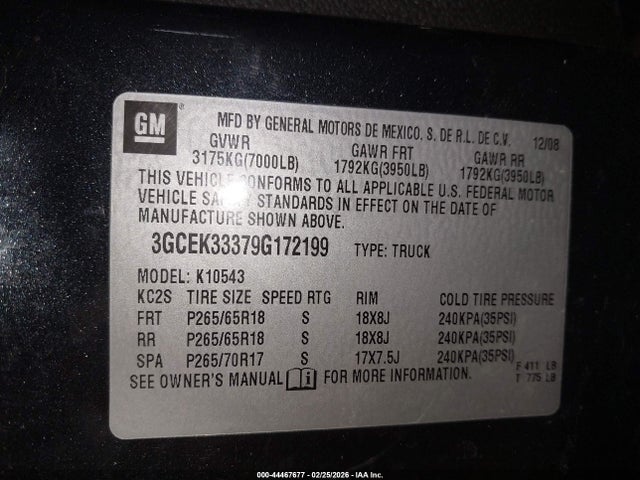 GM
®
MFD BY GENERAL MOTORS DE MEXICO, S. DE R.L. DE C.V. 12/08
GVWR GAWR FRT GAWR RR
3175KG(7000LB) 1792KG(3950LB) 1792KG(3950LB)
THIS VEHICLE CONFORMS TO ALL APPLICABLE U.S. FEDERAL MOTOR
VEHICLE SAFETY STANDARDS IN EFFECT ON THE DATE OF
MANUFACTURE SHOWN ABOVE.
3GCEK33379G172199 TYPE: TRUCK
MODEL: K10543
KC2S TIRE SIZE SPEED RTG RIM COLD TIRE PRESSURE
FRT P265/65R18 S 18X8J 240KPA(35PSI)
RR P265/65R18 S 18X8J 240KPA(35PSI)
SPA P265/70R17 S 17X7.5J 240KPA(35PSI)
F 411 LB
SEE OWNER'S MANUAL i FOR MORE INFORMATION. T 775 LB
000-44467677 - 02/25/2026 - IAA Inc.